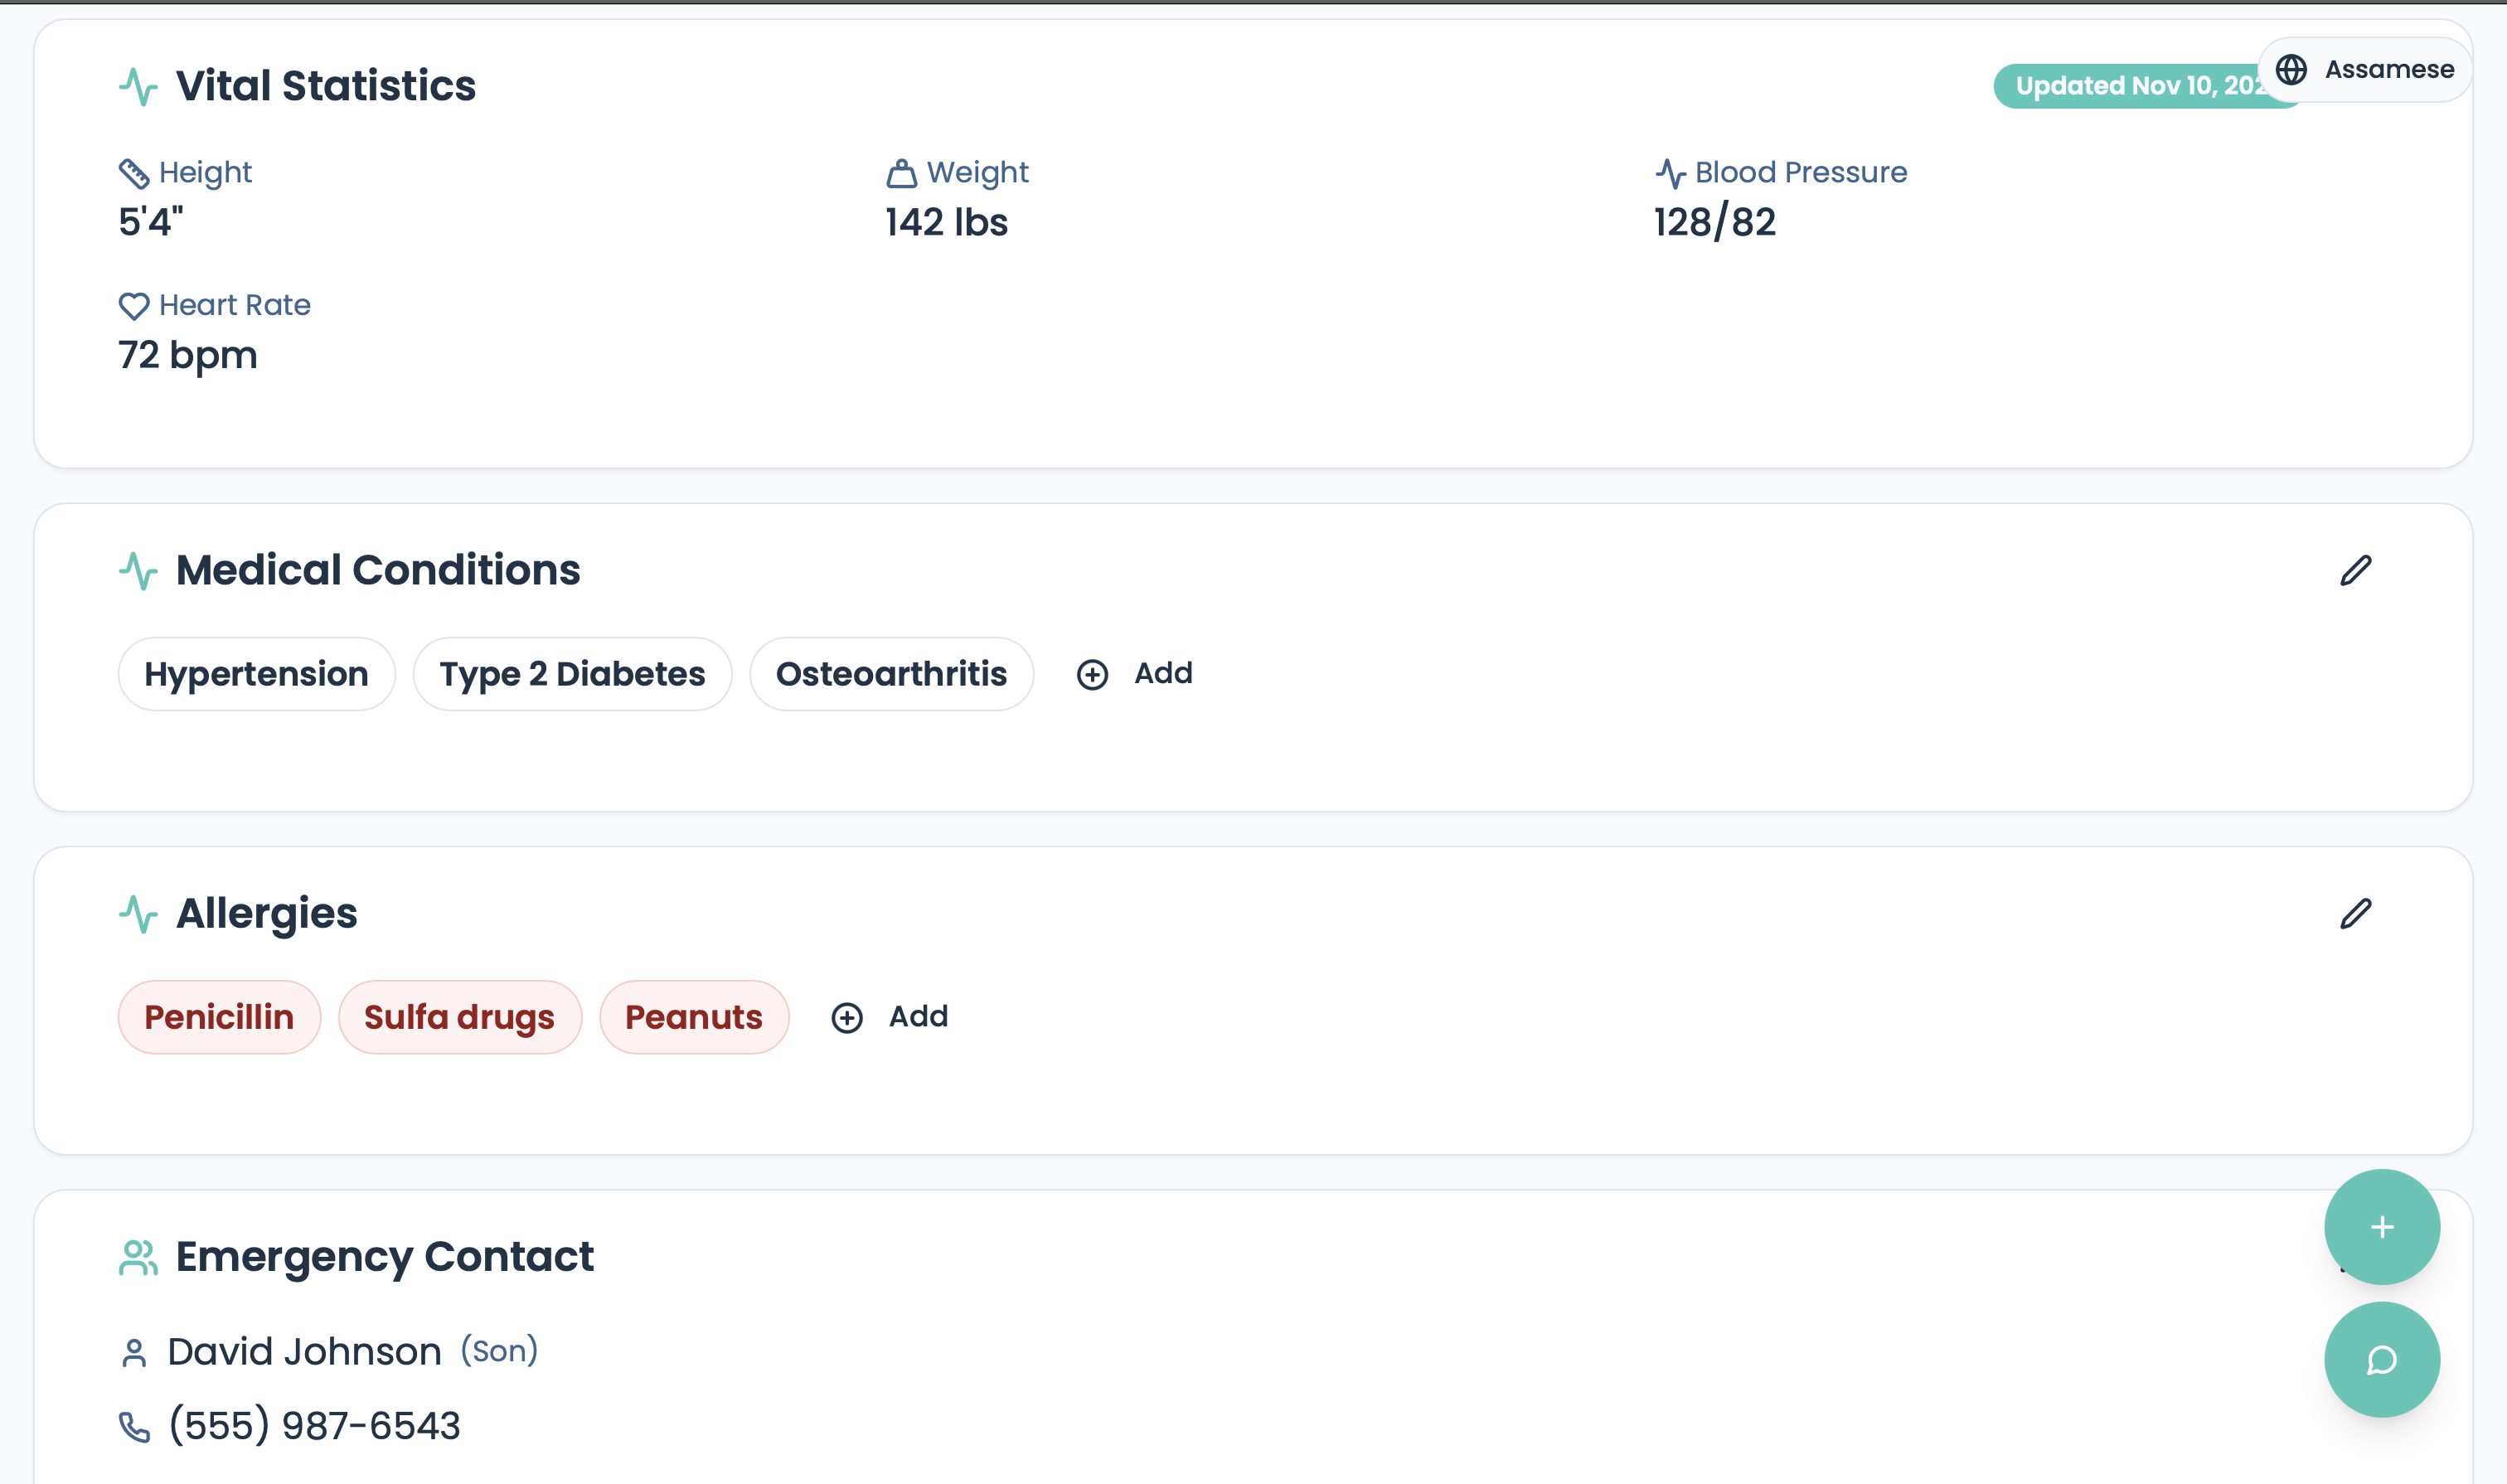 Vital Statistics
Updated Nov 10,
Assamese
Height
Weight
Blood Pressure
5'4"
142 lbs
128/82
Heart Rate
72 bpm
Medical Conditions
Hypertension
Type 2 Diabetes
Osteoarthritis
Add
Allergies
Penicillin
Sulfa drugs
Peanuts
Add
Emergency Contact
David Johnson (Son)
(555) 987-6543